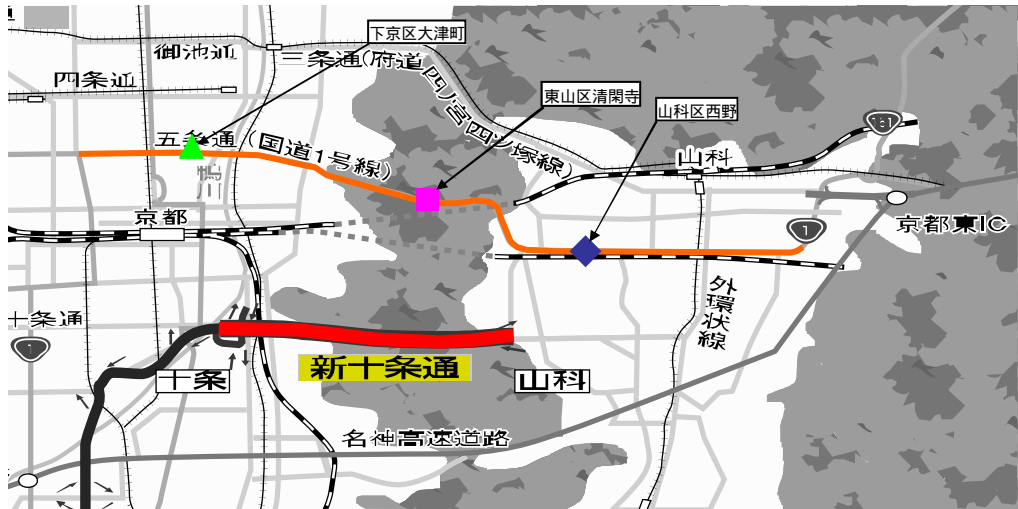 下京区大津町
御池通
三条通(府道四ノ宮四ツ塚線)
四条通
東山区清閑寺
山科区西野
五条通(国道1号線)
鴨川
山科
京都
1
京都東IC
外環状線
十条通
1
新十条通
十条
山科
名神高速道路